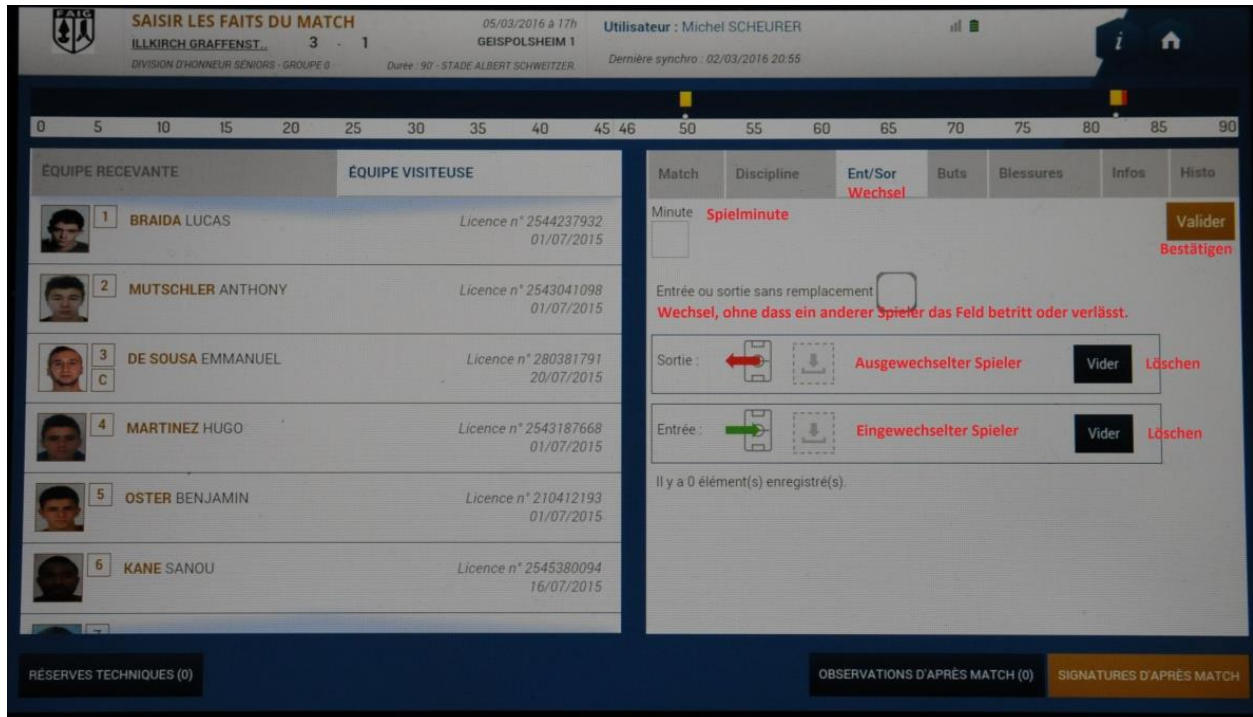 FAIG
SAISIR LES FAITS DU MATCH
ILLKIRCH GRAFFENST.. 3 - 1 GEISPOLSHEIM 1
05/03/2016 à 17h
DIVISION D'HONNEUR SENIORS - GROUPE 0
Durée : 90' - STADE ALBERT SCHWEITZER
Utilisateur : Michel SCHEURER
Dernière synchro : 02/03/2016 20:55
i
0 5 10 15 20 25 30 35 40 45 46 50 55 60 65 70 75 80 85 90
ÉQUIPE RECEVANTE ÉQUIPE VISITEUSE
1 BRAIDA LUCAS Licence n° 2544237932
01/07/2015
2 MUTSCHLER ANTHONY Licence n° 2543041098
01/07/2015
3 DE SOUSA EMMANUEL Licence n° 280381791
C 20/07/2015
4 MARTINEZ HUGO Licence n° 2543187668
01/07/2015
5 OSTER BENJAMIN Licence n° 210412193
01/07/2015
6 KANE SANOU Licence n° 2545380094
16/07/2015
7
Match Discipline Ent/Sor Buts Blessures Infos Histo
Wechsel
Minute Spielminute
Valider
Bestätigen
Entrée ou sortie sans remplacement
Wechsel, ohne dass ein anderer Spieler das Feld betritt oder verlässt.
Sortie : Ausgewechselter Spieler Vider Löschen
Entrée : Eingewechselter Spieler Vider Löschen
Il y a 0 élément(s) enregistré(s).
RÉSERVES TECHNIQUES (0)
OBSERVATIONS D'APRÈS MATCH (0)
SIGNATURES D'APRÈS MATCH